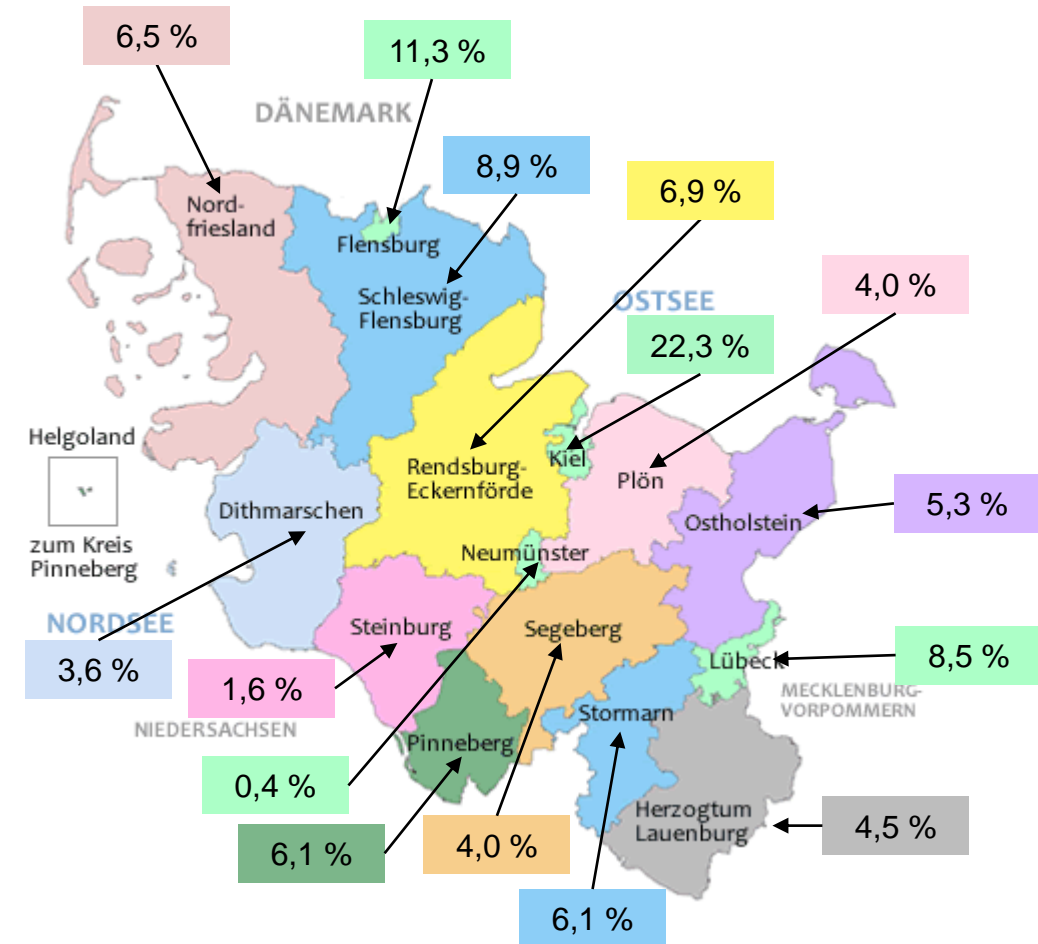 6,5 %
11,3 %
DÄNEMARK
8,9 %
6,9 %
Nord-
friesland
Flensburg
4,0 %
Schleswig-
Flensburg
OSTSEE
22,3 %
Helgoland
Kiel
Rendsburg-
Eckernförde
Plön
5,3 %
Dithmarschen
Ostholstein
zum Kreis
Pinneberg
Neumünster
NORDSEE
Steinburg
Segeberg
3,6 %
Lübeck
8,5 %
1,6 %
MECKLENBURG-
VORPOMMERN
NIEDERSACHSEN
Stormarn
Pinneberg
0,4 %
Herzogtum
Lauenburg
4,5 %
6,1 %
4,0 %
6,1 %